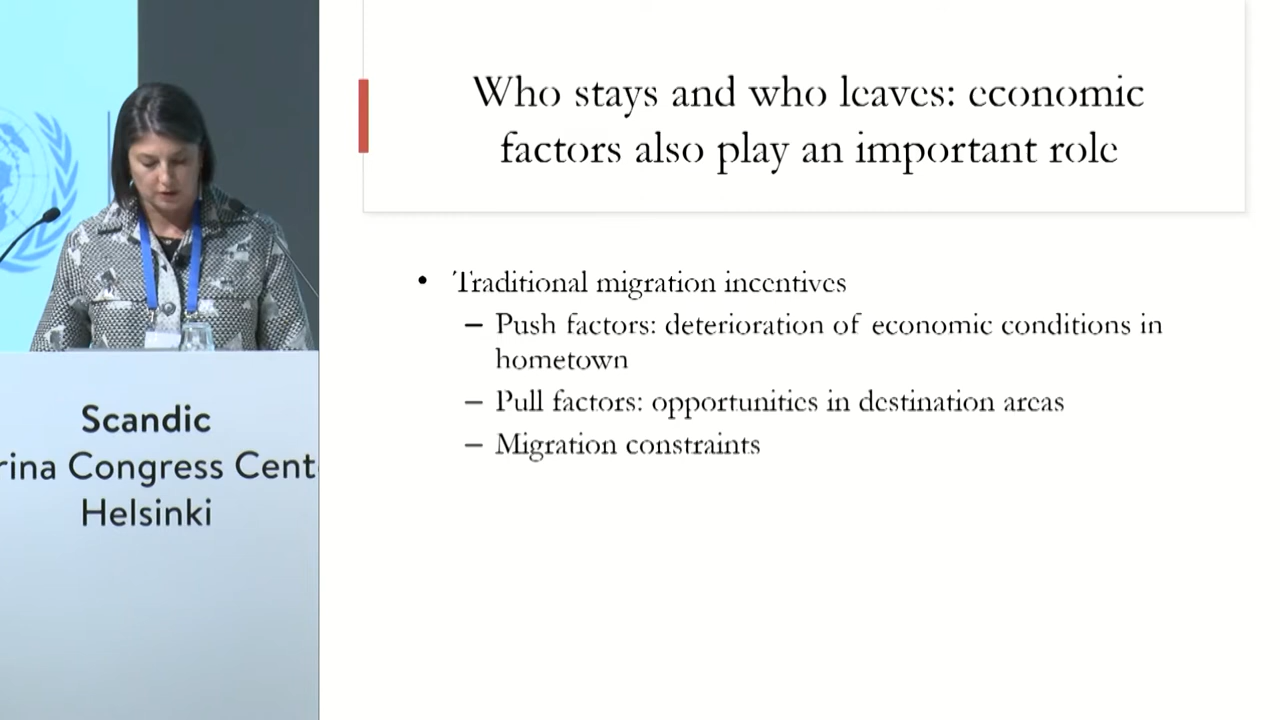 Who stays and who leaves: economic
factors also play an important role
• Traditional migration incentives
– Push factors: deterioration of economic conditions in
hometown
– Pull factors: opportunities in destination areas
– Migration constraints
Scandic
rina Congress Cent
Helsinki